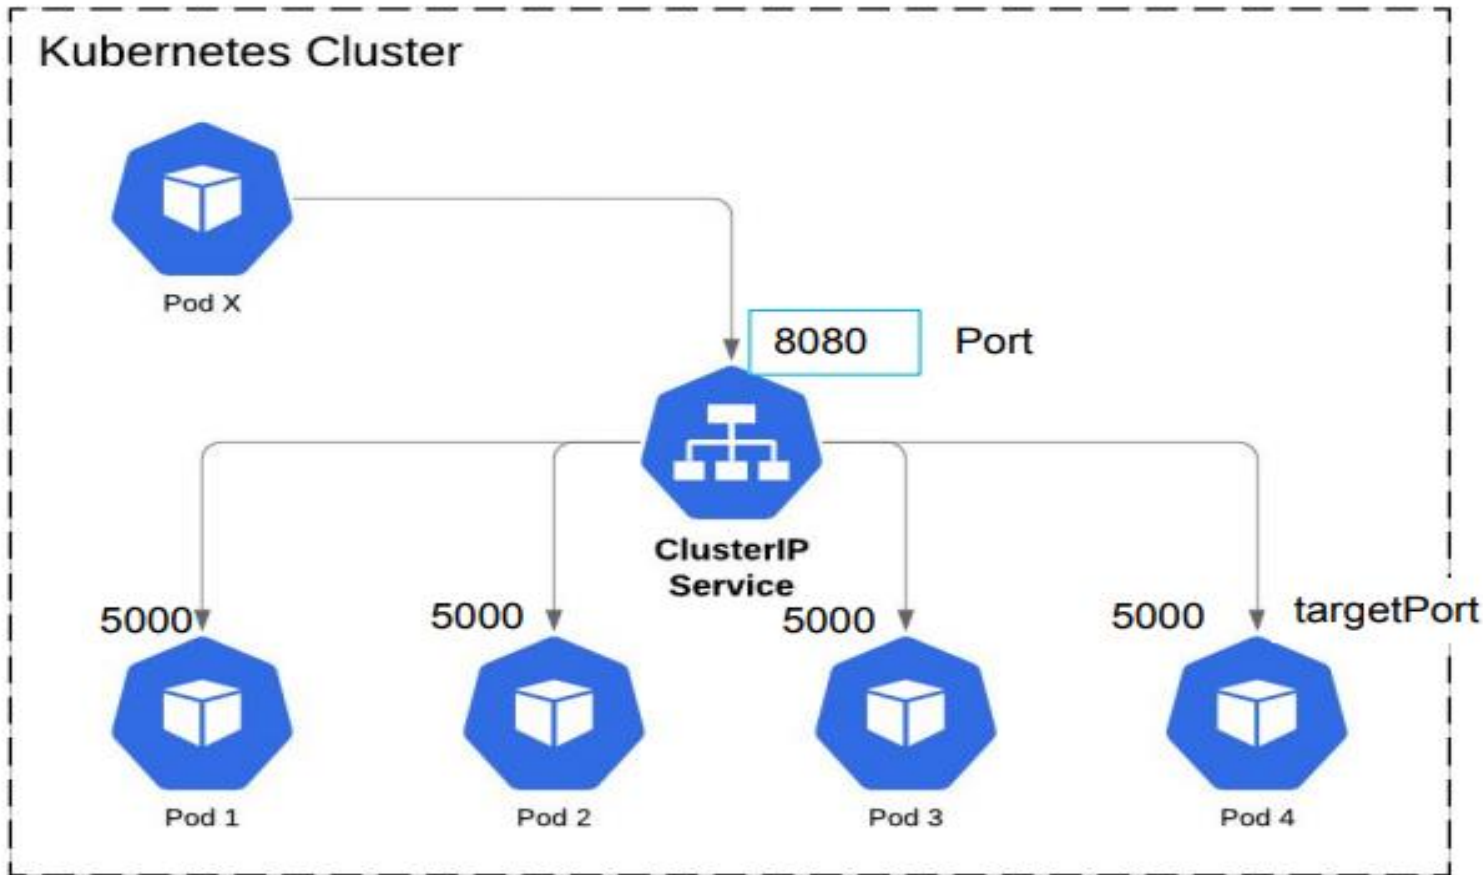 Kubernetes Cluster
Pod X
8080 Port
ClusterIP
Service
5000 5000 5000 5000 targetPort
Pod 1 Pod 2 Pod 3 Pod 4